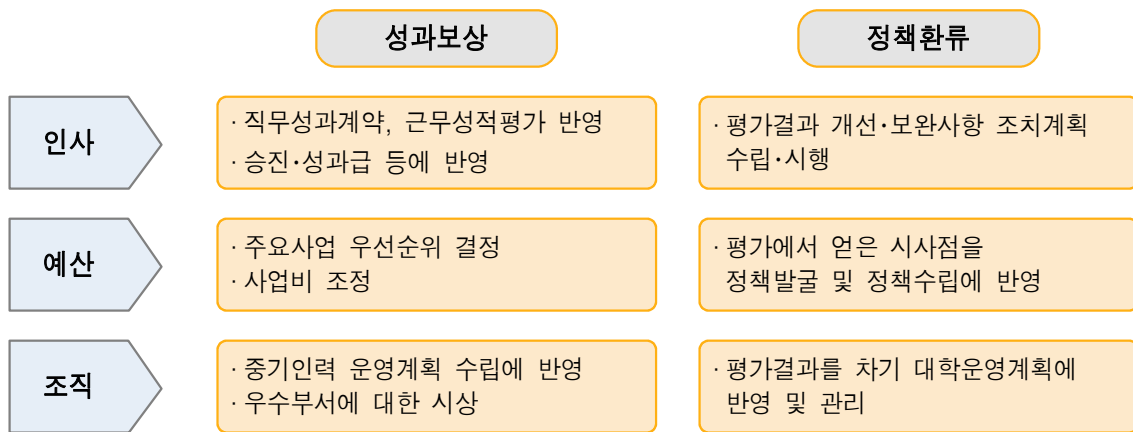 성과보상
정책환류
인사
· 직무성과계약, 근무성적평가 반영
· 승진·성과급 등에 반영
· 평가결과 개선·보완사항 조치계획
수립·시행
예산
· 주요사업 우선순위 결정
· 사업비 조정
· 평가에서 얻은 시사점을
정책발굴 및 정책수립에 반영
조직
· 중기인력 운영계획 수립에 반영
· 우수부서에 대한 시상
· 평가결과를 차기 대학운영계획에
반영 및 관리